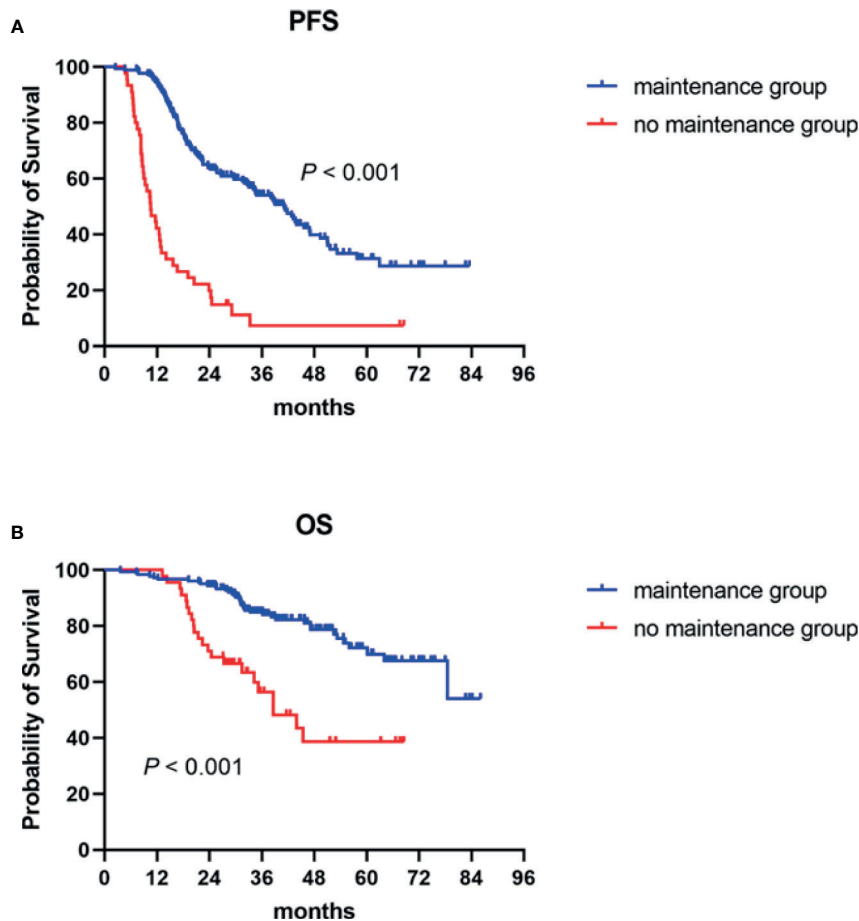 A
PFS
100
80
60
40
20
0
Probability of Survival
P < 0.001
0 12 24 36 48 60 72 84 96
months
maintenance group
no maintenance group
B
OS
100
80
60
40
20
0
Probability of Survival
P < 0.001
0 12 24 36 48 60 72 84 96
months
maintenance group
no maintenance group